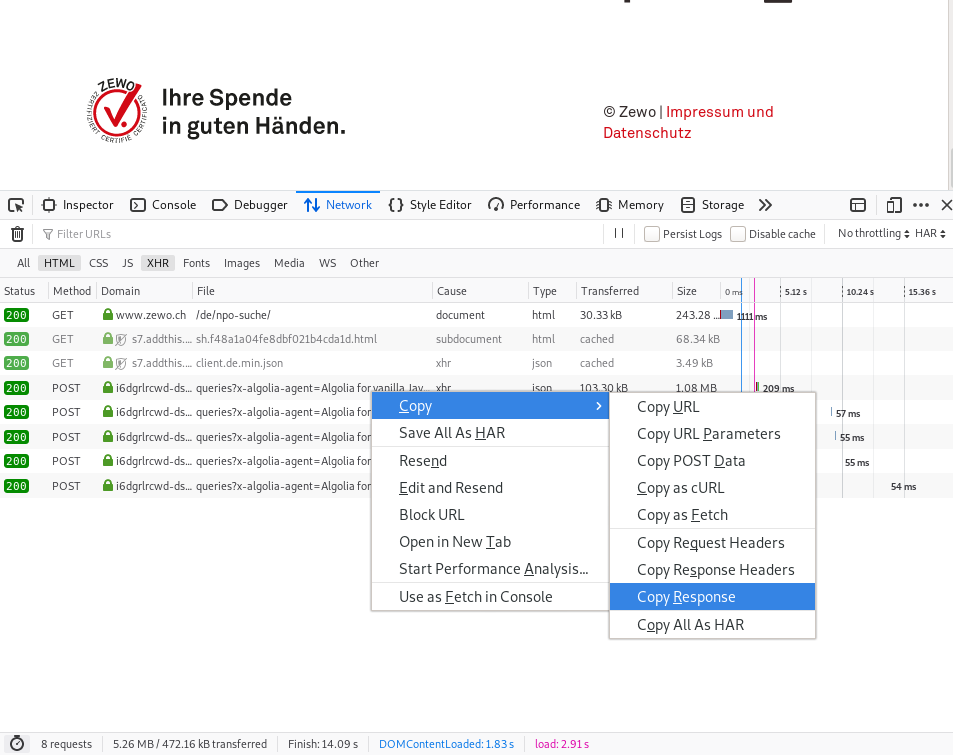 ZEWO
ZERTIFIZIERT CERTIFIÉ CERTIFICATO
Ihre Spende
in guten Händen.
© Zewo | Impressum und
Datenschutz
Inspector Console Debugger Network Style Editor Performance Memory Storage
Filter URLs Persist Logs Disable cache No throttling HAR
All HTML CSS JS XHR Fonts Images Media WS Other
Status Method Domain File Cause Type Transferred Size 0 ms 5.12 s 10.24 s 15.36 s
200 GET www.zewo.ch /de/npo-suche/ document html 30.33 kB 243.28 … 1111 ms
200 GET s7.addthis.… sh.f48a1a04fe8dbf021b4cda1d.html subdocument html cached 68.34 kB
200 GET s7.addthis.… client.de.min.json xhr json cached 3.49 kB
200 POST i6dgrlrcwd-ds… queries?x-algolia-agent=Algolia for vanilla Jav… xhr json 103.30 kB 1.08 MB 209 ms
200 POST i6dgrlrcwd-ds… queries?x-algolia-agent=Algolia for 57 ms
200 POST i6dgrlrcwd-ds… queries?x-algolia-agent=Algolia for 55 ms
200 POST i6dgrlrcwd-ds… queries?x-algolia-agent=Algolia for 55 ms
200 POST i6dgrlrcwd-ds… queries?x-algolia-agent=Algolia for 54 ms
Copy
Save All As HAR
Resend
Edit and Resend
Block URL
Open in New Tab
Start Performance Analysis...
Use as Fetch in Console
Copy URL
Copy URL Parameters
Copy POST Data
Copy as cURL
Copy as Fetch
Copy Request Headers
Copy Response Headers
Copy Response
Copy All As HAR
8 requests 5.26 MB / 472.16 kB transferred Finish: 14.09 s DOMContentLoaded: 1.83 s load: 2.91 s